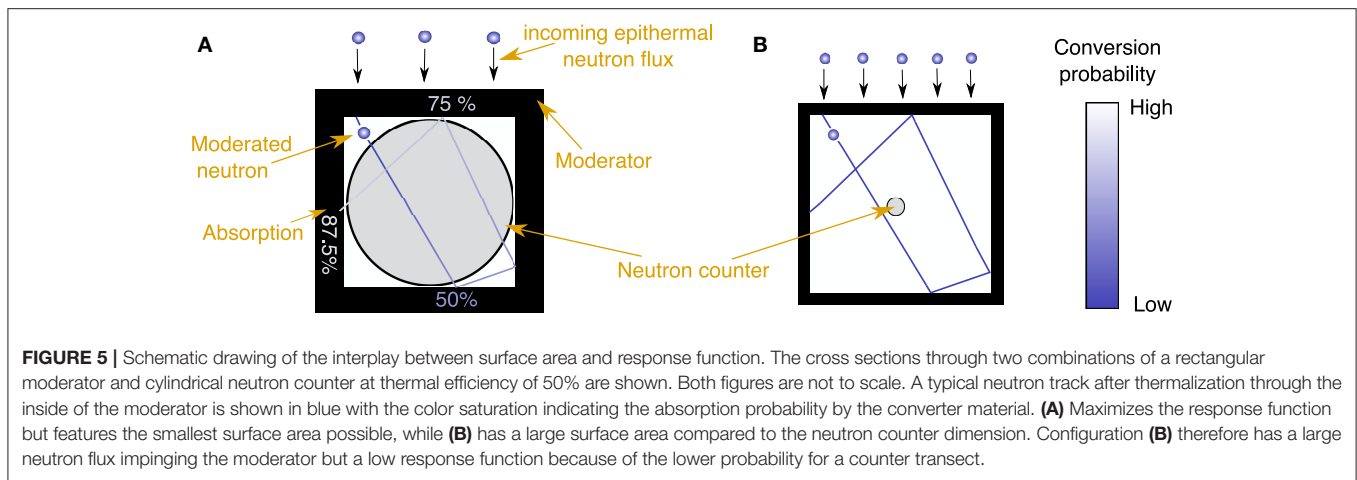 A
incoming epithermal
neutron flux
B
Conversion
probability
75 %
High
Moderated
neutron
Moderator
Absorption
87.5%
Neutron counter
50%
Low
FIGURE 5 | Schematic drawing of the interplay between surface area and response function. The cross sections through two combinations of a rectangular
moderator and cylindrical neutron counter at thermal efficiency of 50% are shown. Both figures are not to scale. A typical neutron track after thermalization through the
inside of the moderator is shown in blue with the color saturation indicating the absorption probability by the converter material. (A) Maximizes the response function
but features the smallest surface area possible, while (B) has a large surface area compared to the neutron counter dimension. Configuration (B) therefore has a large
neutron flux impinging the moderator but a low response function because of the lower probability for a counter transect.